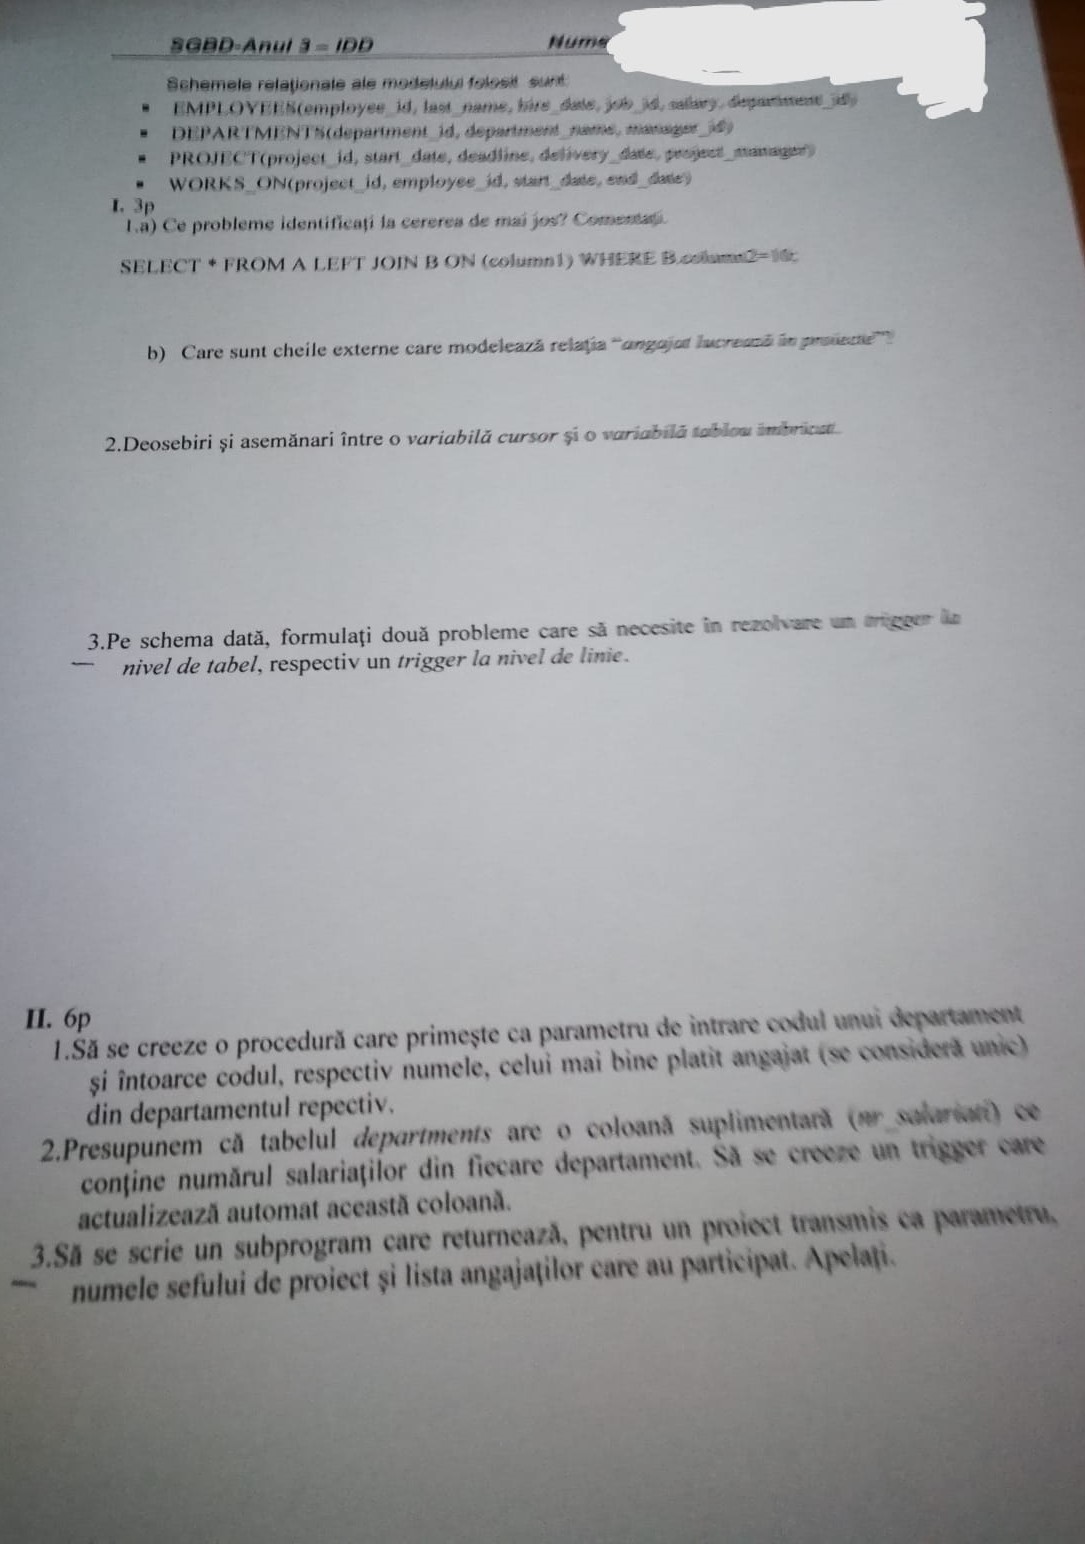 SGBD-Anul 3 – IDD Nume
Schemele relaţionale ale modelului folosit sunt:
▪ EMPLOYEES(employee_id, last_name, hire_date, job_id, salary, department_id)
▪ DEPARTMENTS(department_id, department_name, manager_id)
▪ PROJECT(project_id, start_date, deadline, delivery_date, project_manager)
▪ WORKS_ON(project_id, employee_id, start_date, end_date)
I. 3p
1.a) Ce probleme identificaţi la cererea de mai jos? Comentaţi.
SELECT * FROM A LEFT JOIN B ON (column1) WHERE B.column2=10;
b) Care sunt cheile externe care modelează relaţia “angajat lucrează în proiecte”?
2.Deosebiri şi asemănari între o variabilă cursor şi o variabilă tablou imbricat.
3.Pe schema dată, formulaţi două probleme care să necesite în rezolvare un trigger la
nivel de tabel, respectiv un trigger la nivel de linie.
II. 6p
1.Să se creeze o procedură care primeşte ca parametru de intrare codul unui departament
şi întoarce codul, respectiv numele, celui mai bine platit angajat (se consideră unic)
din departamentul repectiv.
2.Presupunem că tabelul departments are o coloană suplimentară (nr_salariati) ce
conţine numărul salariaţilor din fiecare departament. Să se creeze un trigger care
actualizează automat această coloană.
3.Să se scrie un subprogram care returnează, pentru un proiect transmis ca parametru,
numele sefului de proiect şi lista angajaţilor care au participat. Apelaţi.